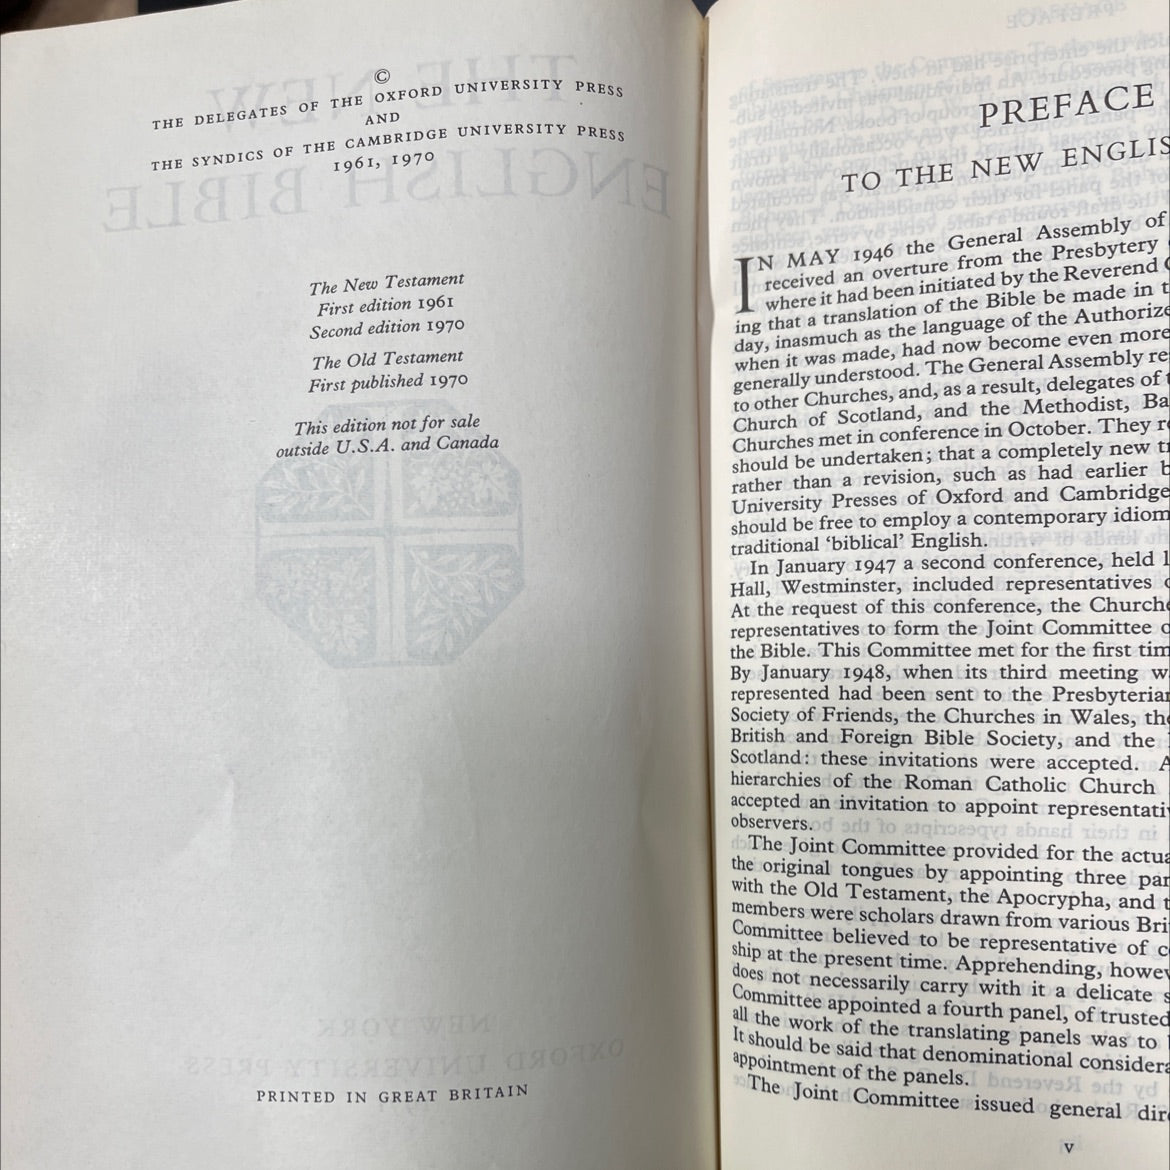 ©
THE DELEGATES OF THE OXFORD UNIVERSITY PRESS
AND
THE SYNDICS OF THE CAMBRIDGE UNIVERSITY PRESS
1961, 1970
The New Testament
First edition 1961
Second edition 1970
The Old Testament
First published 1970
This edition not for sale
outside U.S.A. and Canada
PRINTED IN GREAT BRITAIN
PREFACE
TO THE NEW ENGLIS
IN MAY 1946 the General Assembly of
received an overture from the Presbytery
where it had been initiated by the Reverend
ing that a translation of the Bible be made in t
day, inasmuch as the language of the Authorize
when it was made, had now become even more
generally understood. The General Assembly re
to other Churches, and, as a result, delegates of t
Church of Scotland, and the Methodist, Ba
Churches met in conference in October. They r
should be undertaken; that a completely new tr
rather than a revision, such as had earlier b
University Presses of Oxford and Cambridge
should be free to employ a contemporary idiom
traditional 'biblical' English.
In January 1947 a second conference, held
Hall, Westminster, included representatives
At the request of this conference, the Churche
representatives to form the Joint Committee
the Bible. This Committee met for the first tim
By January 1948, when its third meeting w
represented had been sent to the Presbyterian
Society of Friends, the Churches in Wales, the
British and Foreign Bible Society, and the
Scotland: these invitations were accepted. A
hierarchies of the Roman Catholic Church
accepted an invitation to appoint representati
observers.
The Joint Committee provided for the actua
the original tongues by appointing three pan
with the Old Testament, the Apocrypha, and t
members were scholars drawn from various Bri
Committee believed to be representative of c
ship at the present time. Apprehending, howev
does not necessarily carry with it a delicate s
Committee appointed a fourth panel, of trusted
all the work of the translating panels was to
It should be said that denominational considera
appointment of the panels.
The Joint Committee issued general dire
v